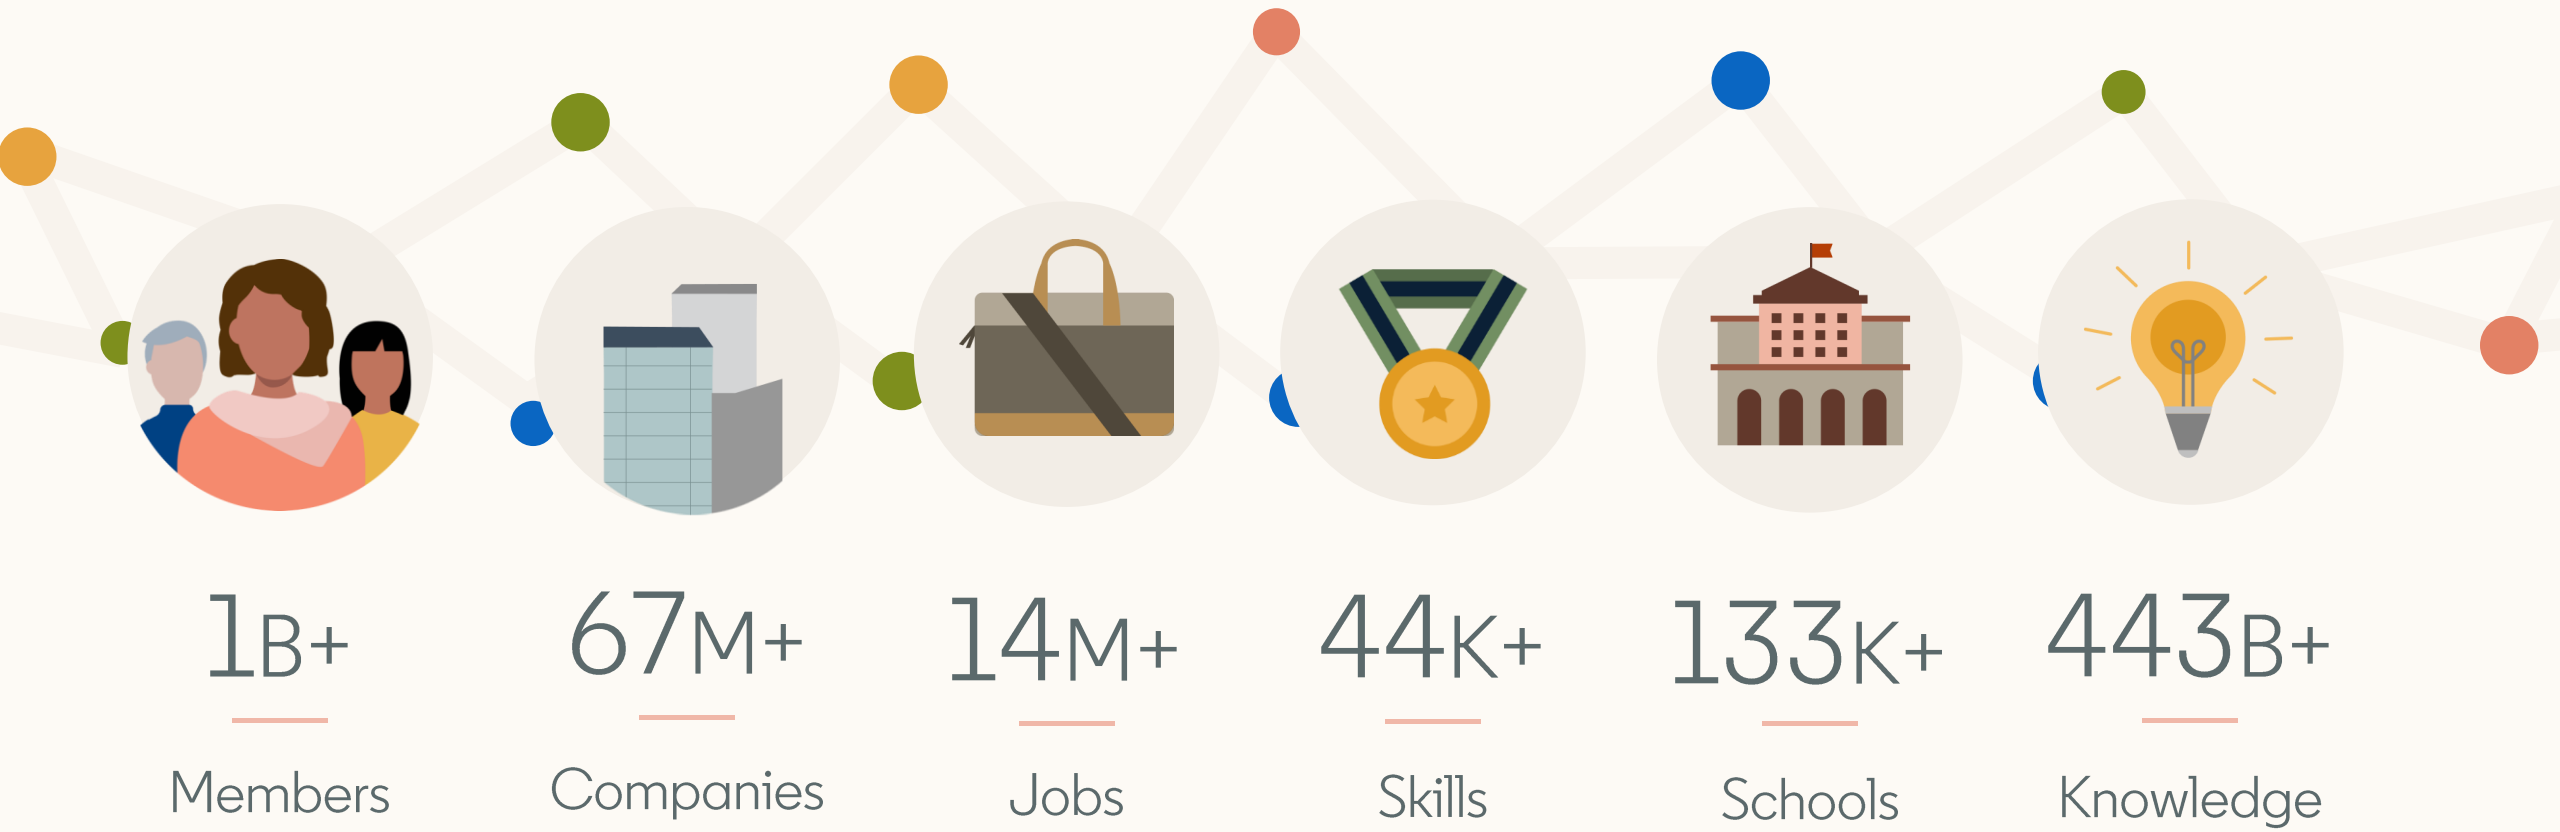 1B+
67M+
14M+
44K+
133K+
443B+
Members
Companies
Jobs
Skills
Schools
Knowledge